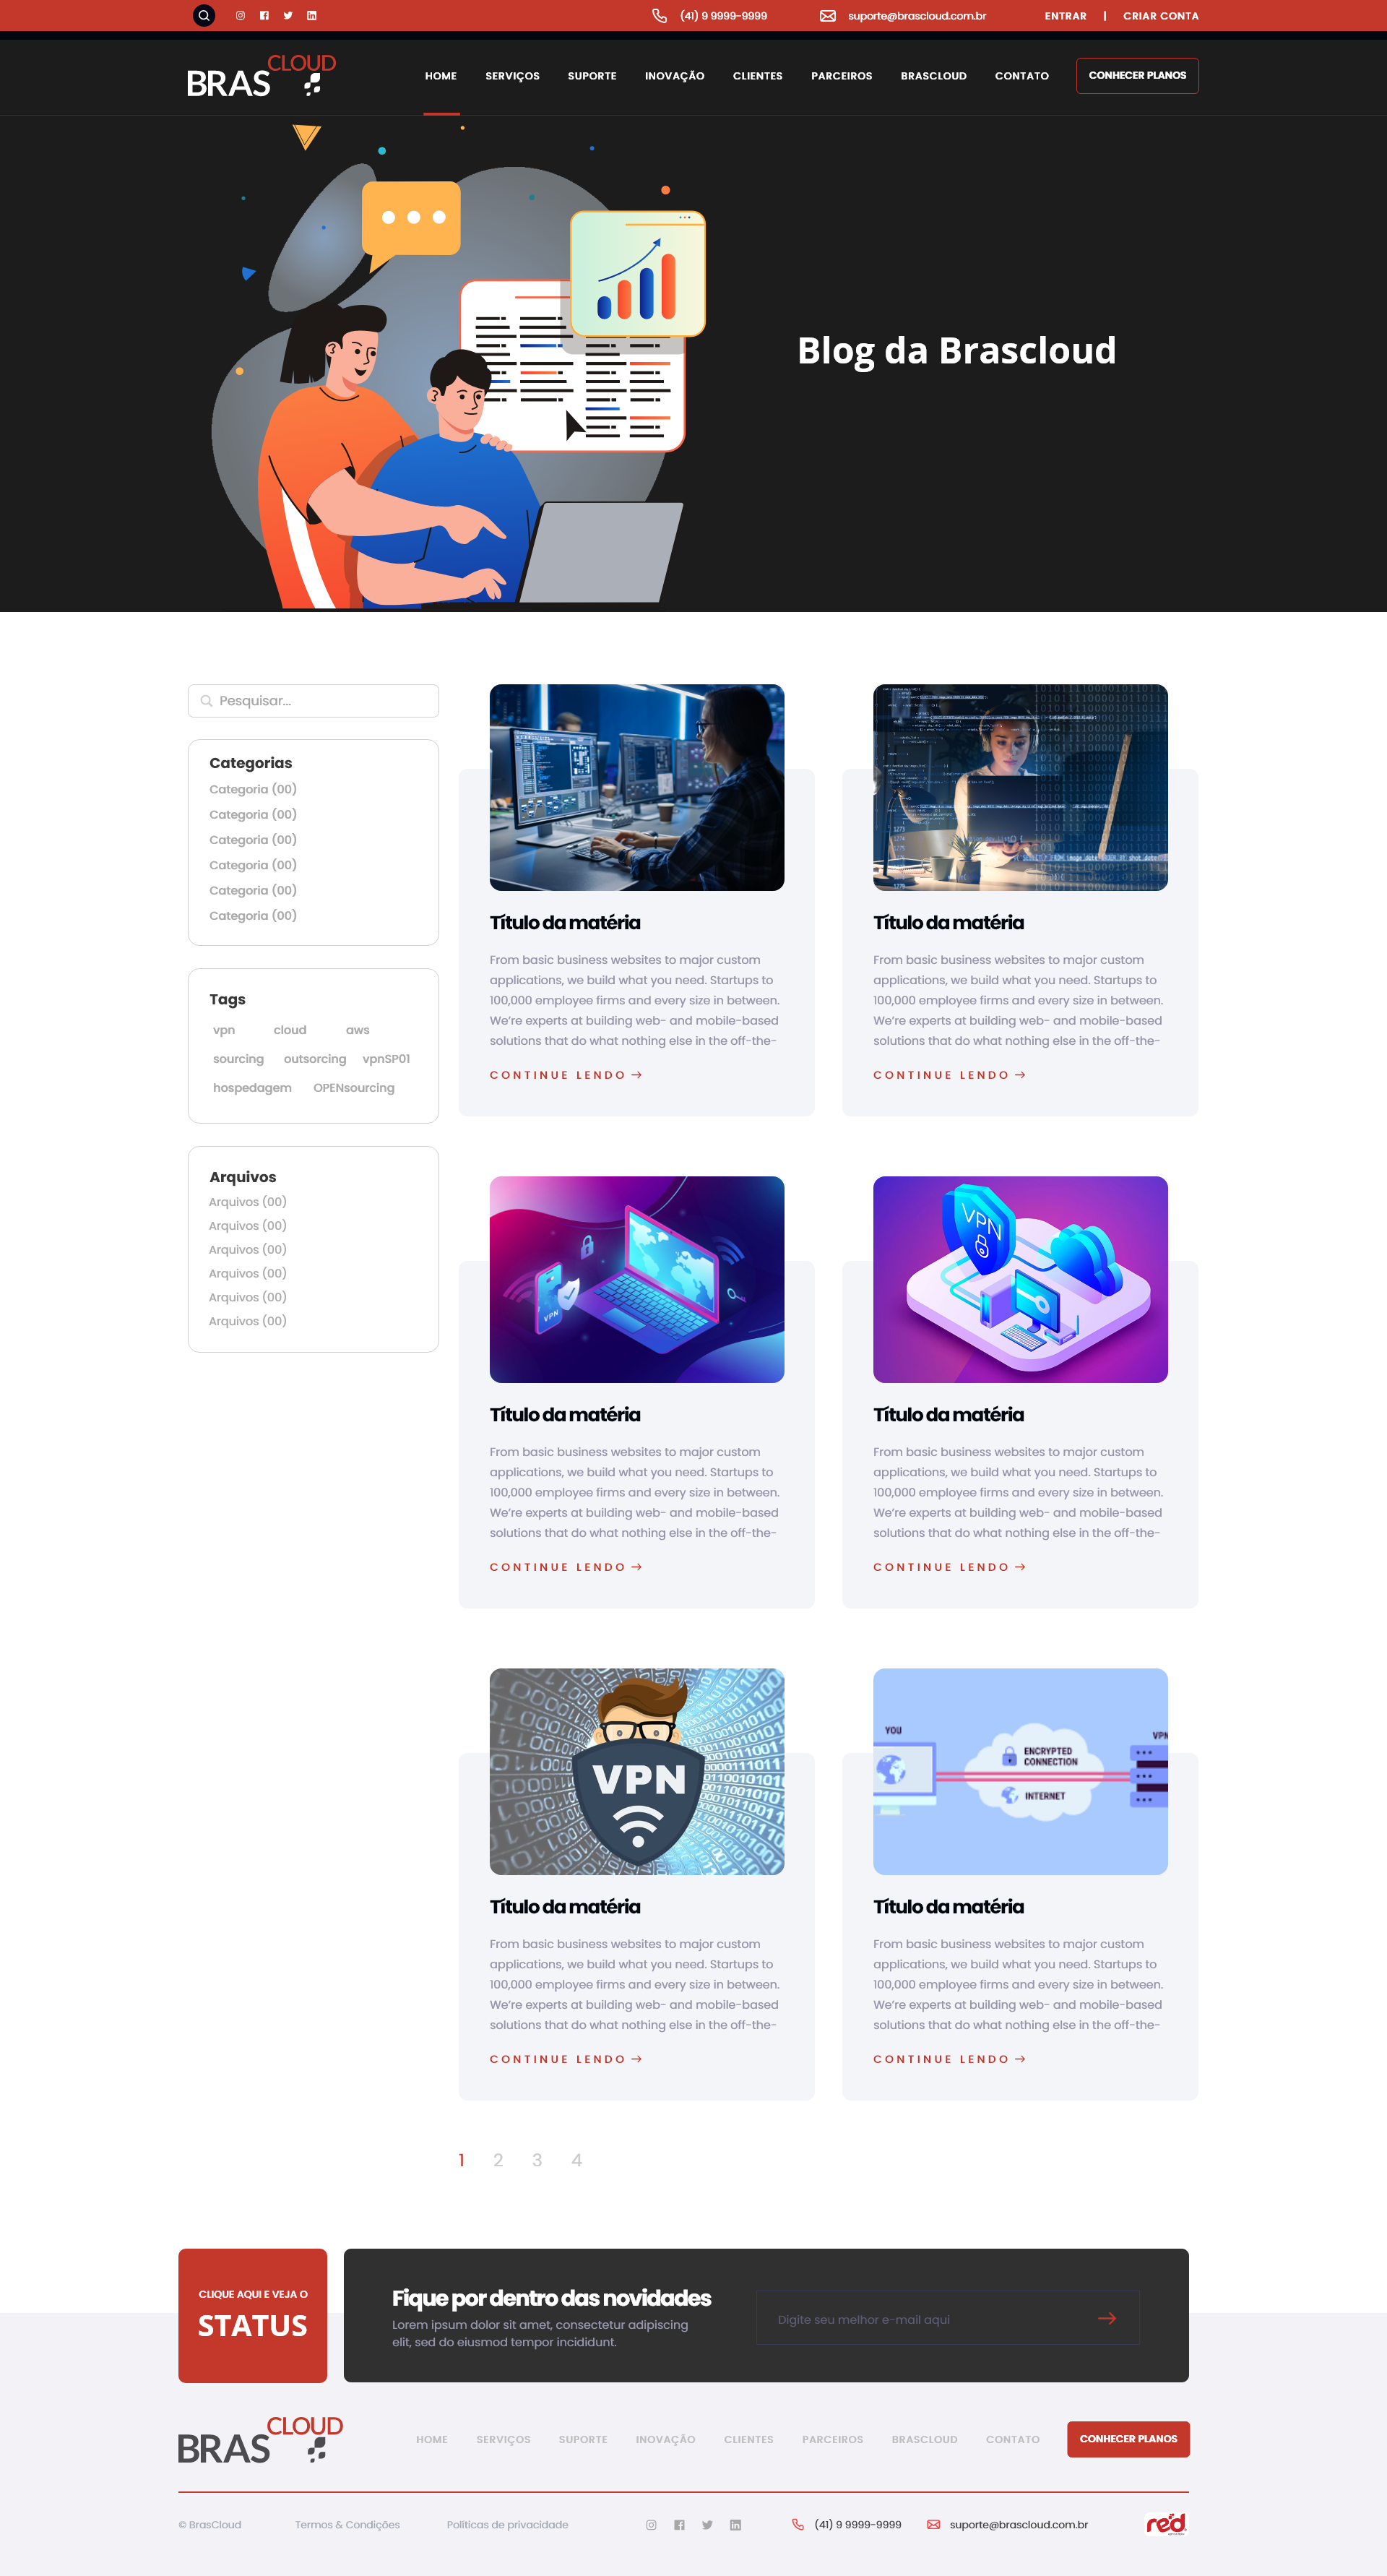 (41) 9 9999-9999
suporte@brascloud.com.br
ENTRAR | CRIAR CONTA
BRASCLOUD
HOME SERVIÇOS SUPORTE INOVAÇÃO CLIENTES PARCEIROS BRASCLOUD CONTATO CONHECER PLANOS
Blog da Brascloud
Pesquisar...
Categorias
Categoria (00)
Categoria (00)
Categoria (00)
Categoria (00)
Categoria (00)
Categoria (00)
Tags
vpn cloud aws
sourcing outsorcing vpnSP01
hospedagem OPENsourcing
Arquivos
Arquivos (00)
Arquivos (00)
Arquivos (00)
Arquivos (00)
Arquivos (00)
Arquivos (00)
Título da matéria
From basic business websites to major custom
applications, we build what you need. Startups to
100,000 employee firms and every size in between.
We’re experts at building web- and mobile-based
solutions that do what nothing else in the off-the-
CONTINUE LENDO
Título da matéria
From basic business websites to major custom
applications, we build what you need. Startups to
100,000 employee firms and every size in between.
We’re experts at building web- and mobile-based
solutions that do what nothing else in the off-the-
CONTINUE LENDO
VPN
Título da matéria
From basic business websites to major custom
applications, we build what you need. Startups to
100,000 employee firms and every size in between.
We’re experts at building web- and mobile-based
solutions that do what nothing else in the off-the-
CONTINUE LENDO
VPN
Título da matéria
From basic business websites to major custom
applications, we build what you need. Startups to
100,000 employee firms and every size in between.
We’re experts at building web- and mobile-based
solutions that do what nothing else in the off-the-
CONTINUE LENDO
VPN
Título da matéria
From basic business websites to major custom
applications, we build what you need. Startups to
100,000 employee firms and every size in between.
We’re experts at building web- and mobile-based
solutions that do what nothing else in the off-the-
CONTINUE LENDO
YOU
VPN
ENCRYPTED
CONNECTION
INTERNET
Título da matéria
From basic business websites to major custom
applications, we build what you need. Startups to
100,000 employee firms and every size in between.
We’re experts at building web- and mobile-based
solutions that do what nothing else in the off-the-
CONTINUE LENDO
1 2 3 4
CLIQUE AQUI E VEJA O
STATUS
Fique por dentro das novidades
Lorem ipsum dolor sit amet, consectetur adipiscing
elit, sed do eiusmod tempor incididunt.
Digite seu melhor e-mail aqui
BRASCLOUD
HOME SERVIÇOS SUPORTE INOVAÇÃO CLIENTES PARCEIROS BRASCLOUD CONTATO CONHECER PLANOS
© BrasCloud
Termos & Condições
Políticas de privacidade
(41) 9 9999-9999
suporte@brascloud.com.br
red